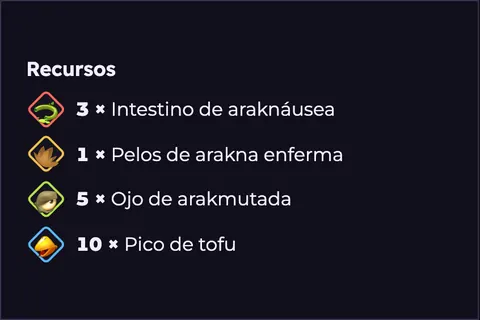 Recursos
3 × Intestino de araknáusea
1 × Pelos de arakna enferma
5 × Ojo de arakmutada
10 × Pico de tofu